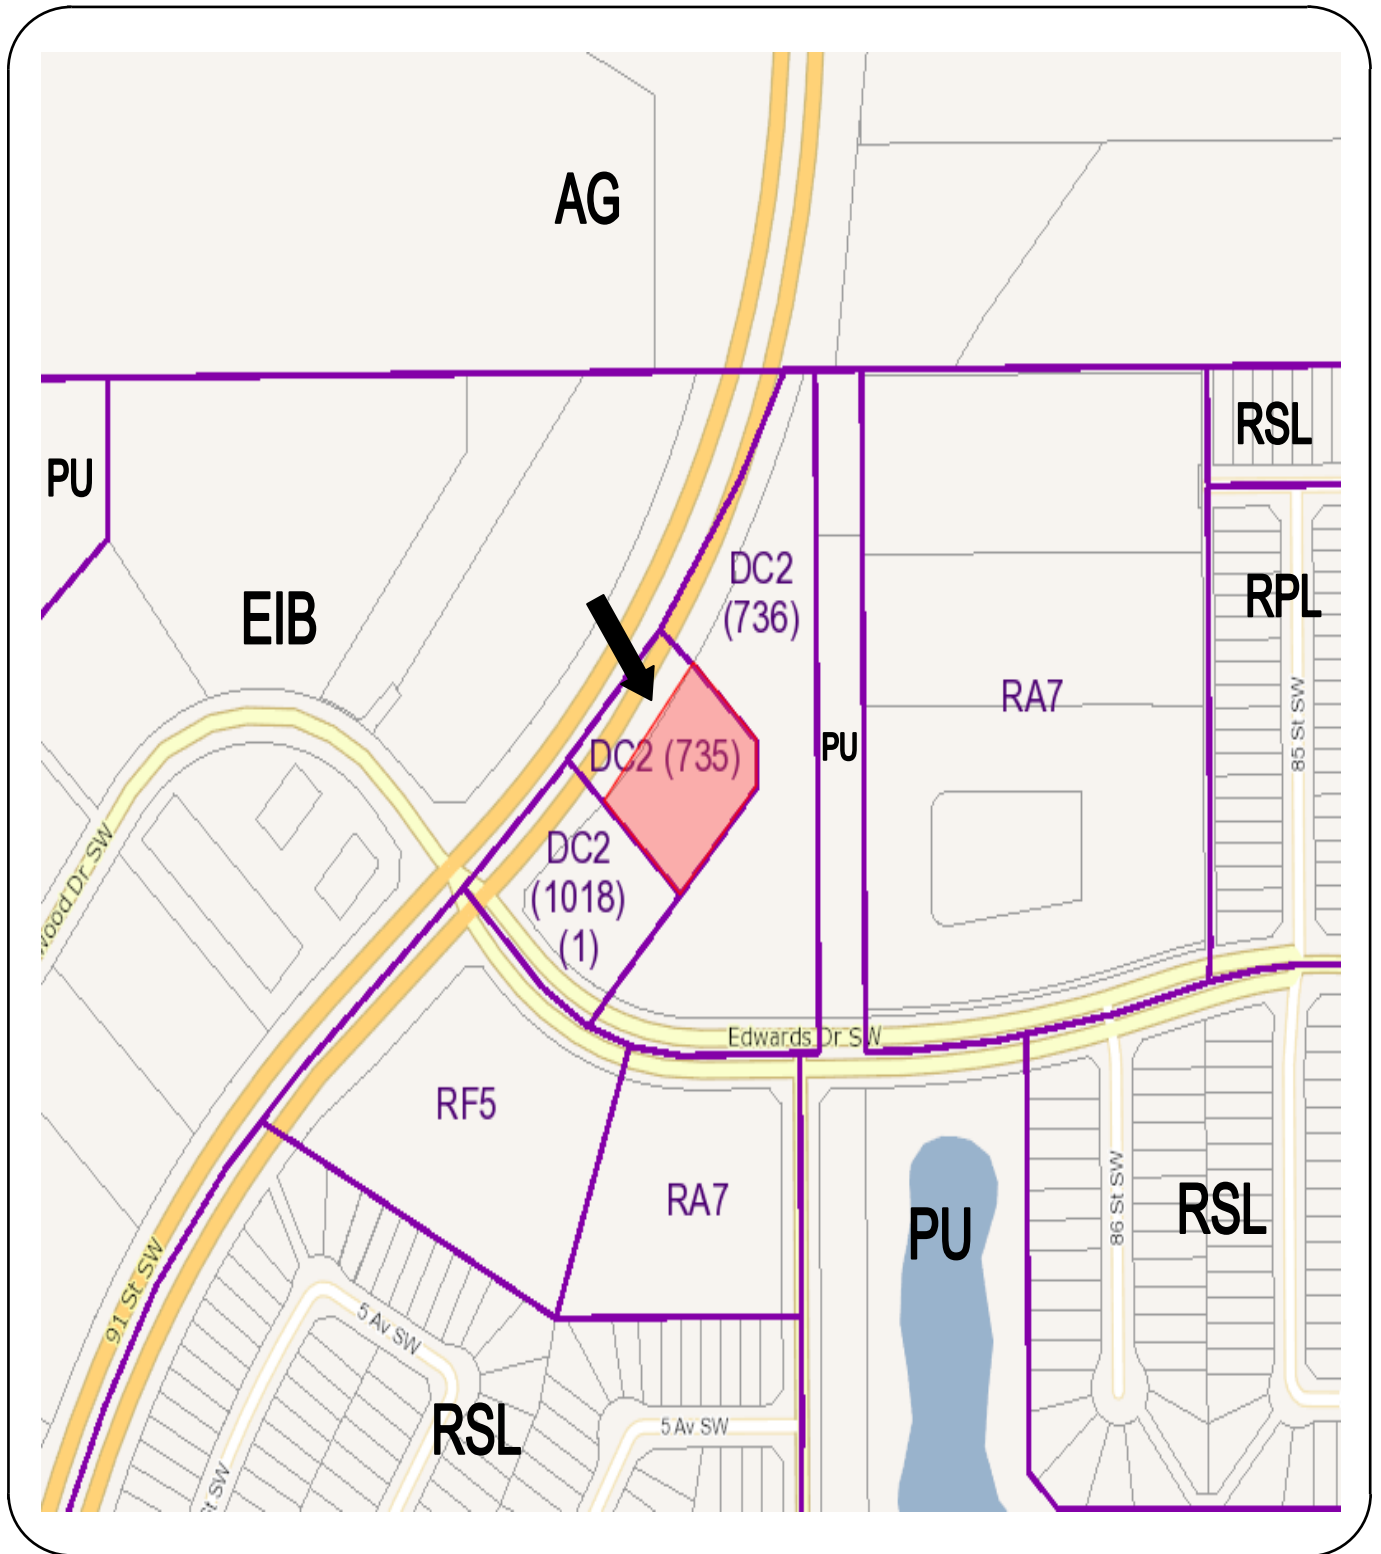 AG
RSL
PU
DC2
(736)
EIB
RPL
RA7
85 St SW
PU
DC2 (735)
DC2
(1018)
(1)
wood Dr SW
Edwards Dr SW
RF5
RA7
86 St SW
RSL
PU
91 St SW
5 Av SW
RSL
5 Av SW
St SW